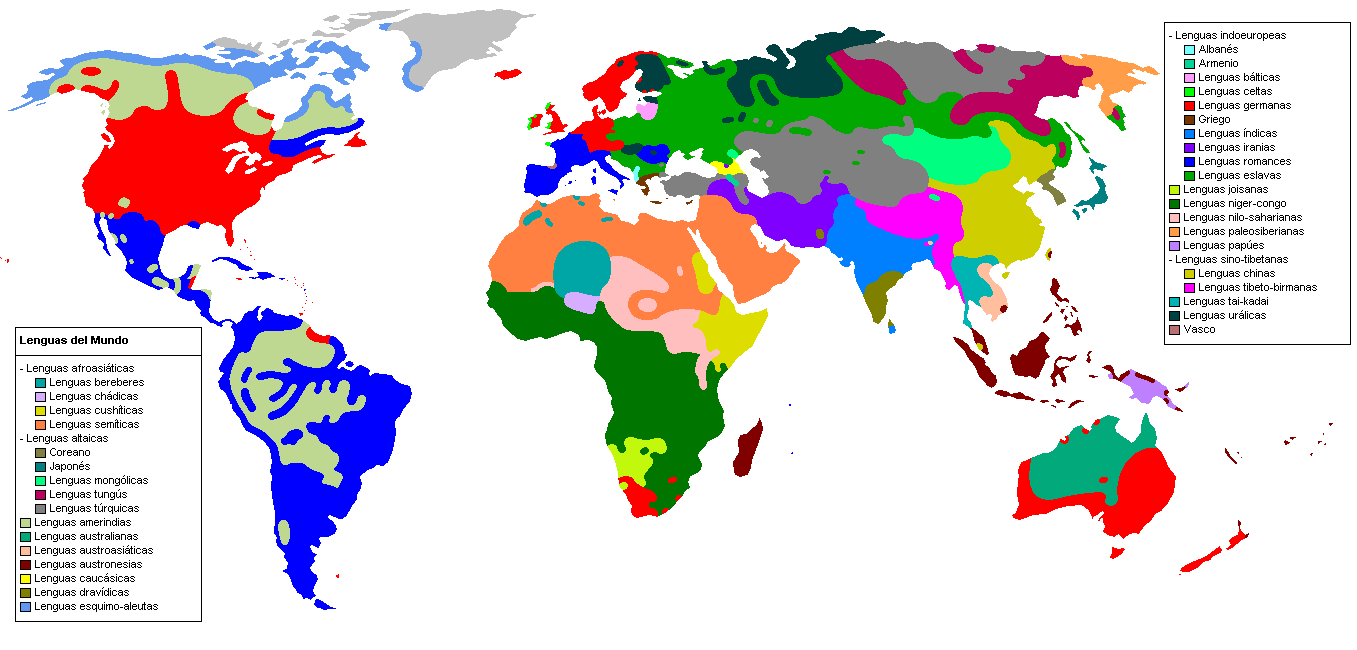 Lenguas del Mundo
- Lenguas afroasiáticas
Lenguas bereberes
Lenguas chádicas
Lenguas cushíticas
Lenguas semíticas
- Lenguas altaicas
Coreano
Japonés
Lenguas mongólicas
Lenguas tungús
Lenguas túrquicas
Lenguas amerindias
Lenguas australianas
Lenguas austroasiáticas
Lenguas austronesias
Lenguas caucásicas
Lenguas dravídicas
Lenguas esquimo-aleutas
- Lenguas indoeuropeas
Albanés
Armenio
Lenguas bálticas
Lenguas celtas
Lenguas germanas
Griego
Lenguas índicas
Lenguas iranias
Lenguas romances
Lenguas eslavas
Lenguas joisanas
Lenguas niger-congo
Lenguas nilo-saharianas
Lenguas paleosiberianas
Lenguas papúes
- Lenguas sino-tibetanas
Lenguas chinas
Lenguas tibeto-birmanas
Lenguas tai-kadai
Lenguas urálicas
Vasco